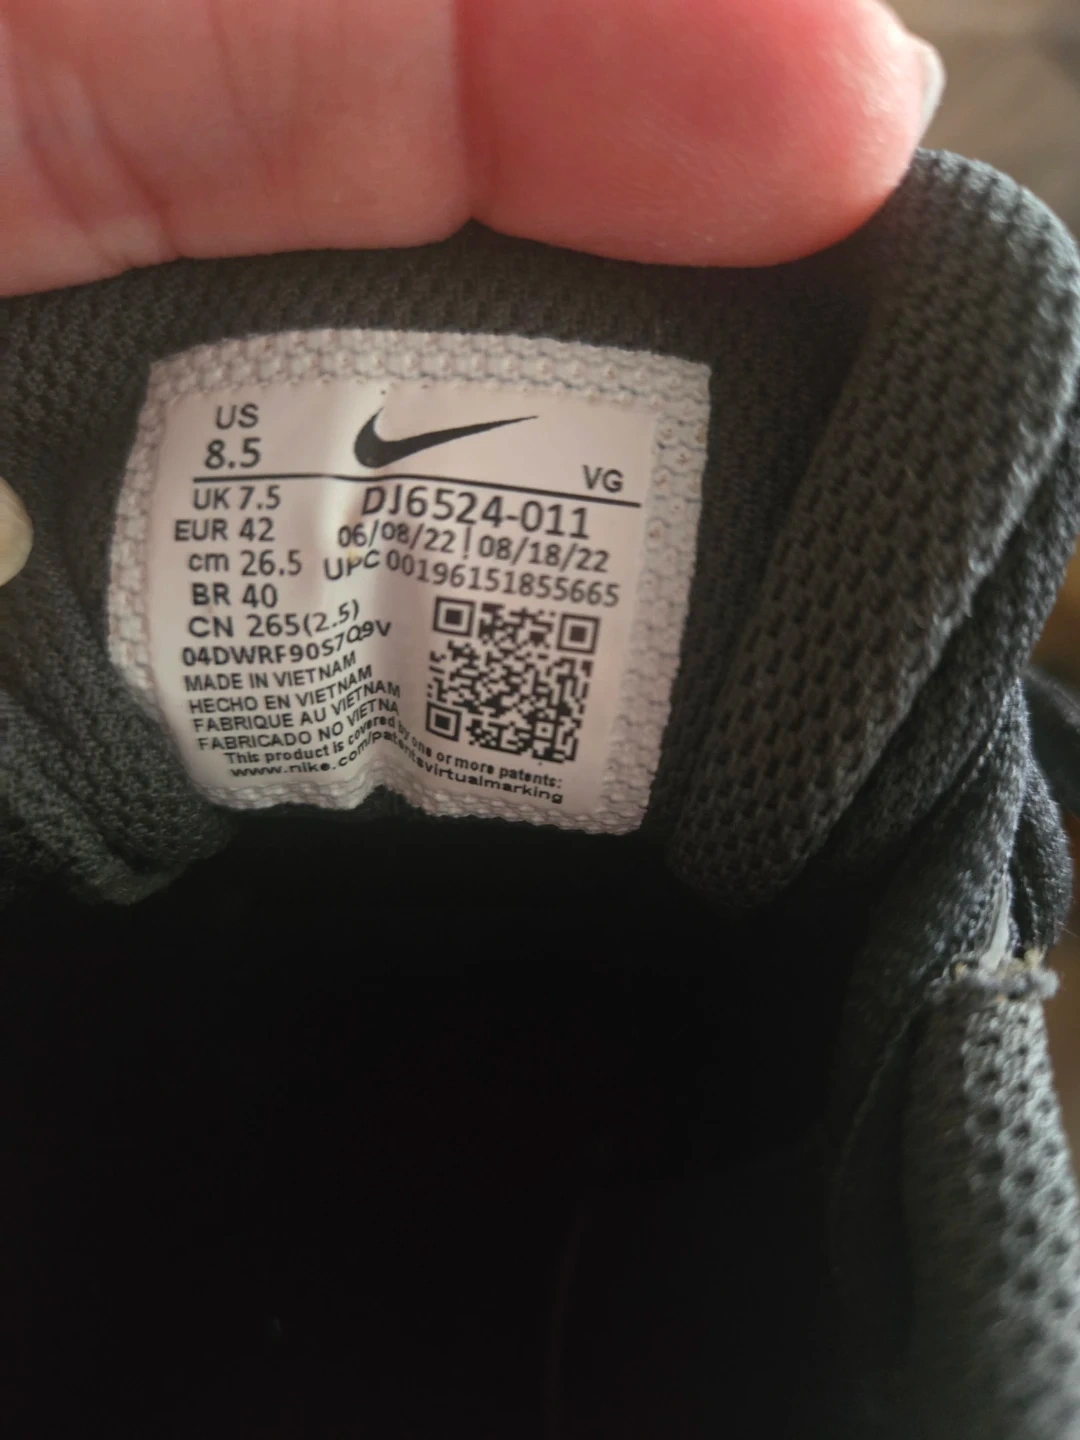 US
8.5
VG
UK 7.5
DJ6524-011
EUR 42
06/08/22 | 08/18/22
cm 26.5
UPC 00196151855665
BR 40
CN 265(2.5)
04DWRF90S7Q9V
MADE IN VIETNAM
HECHO EN VIETNAM
FABRIQUE AU VIETNAM
FABRICADO NO VIETNA
This product is covered by one or more patents:
www.nike.com/patentsvirtualmarking